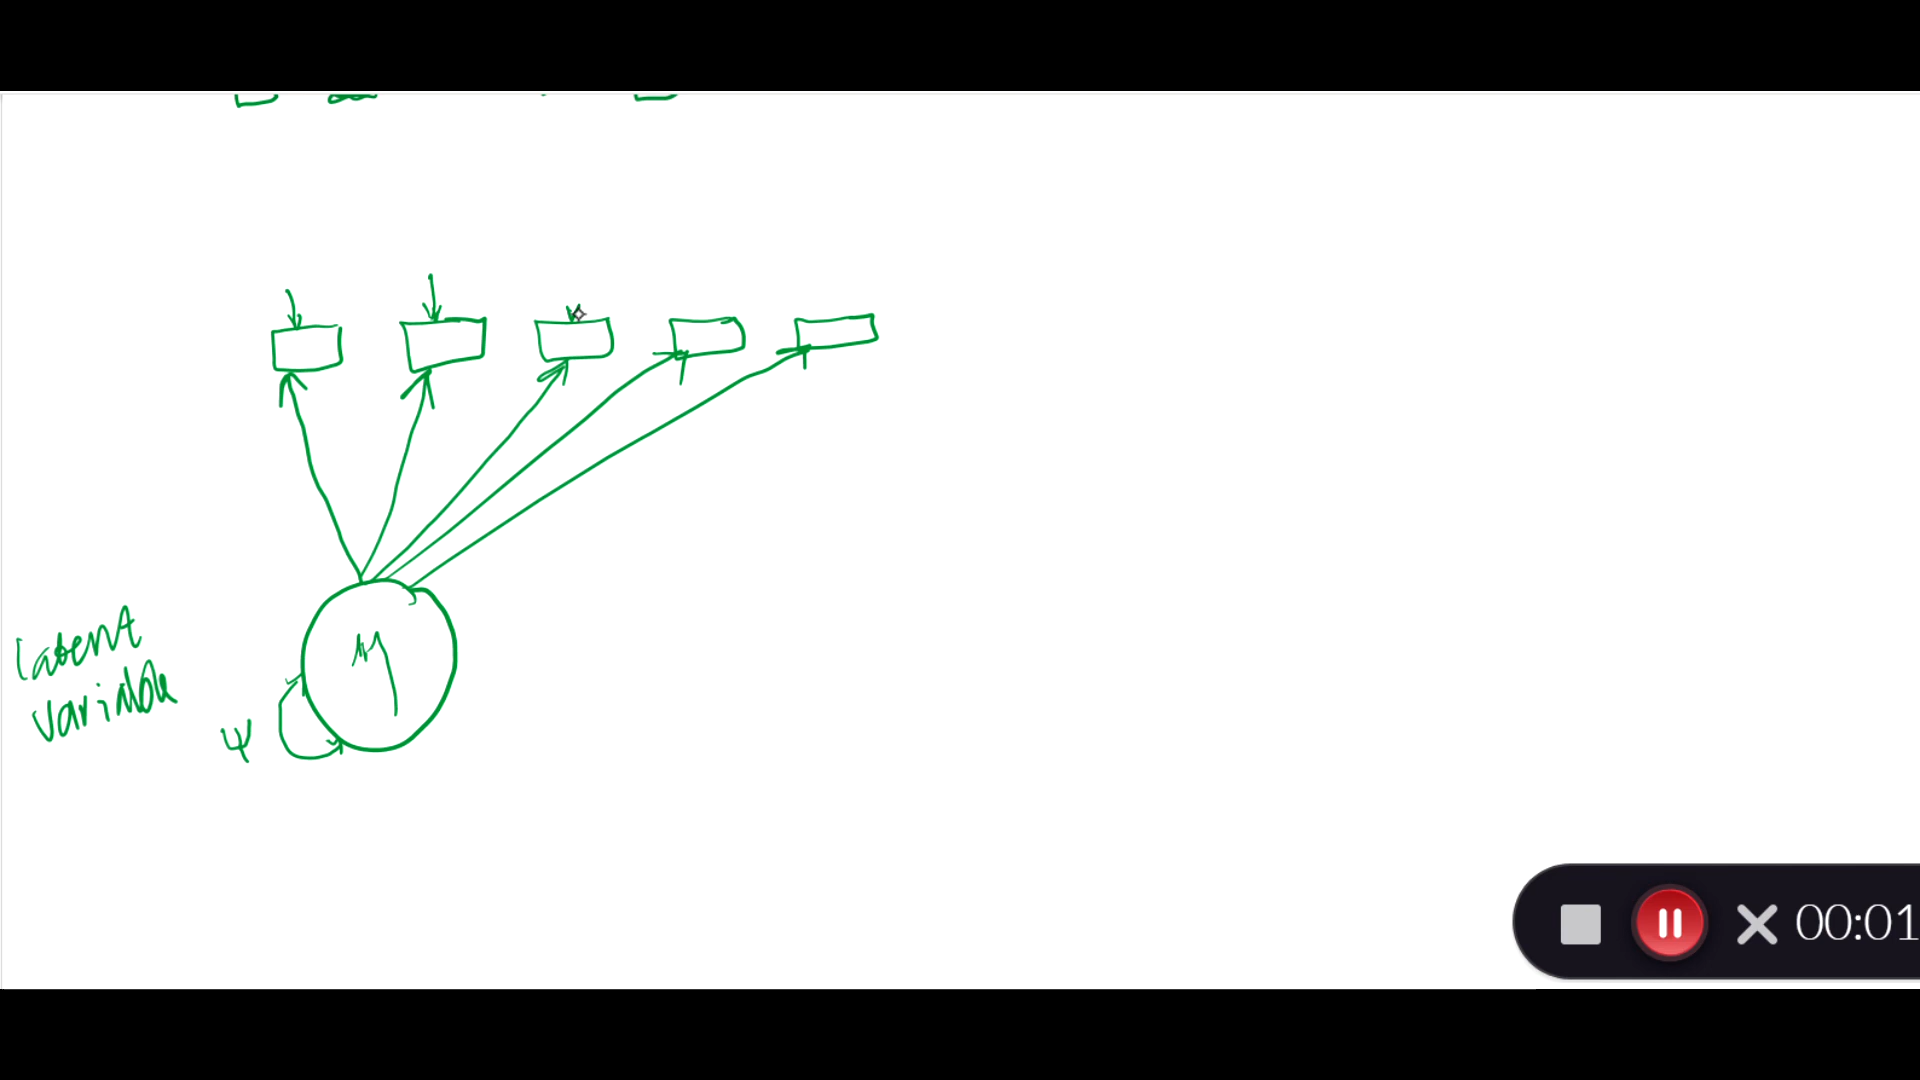 latent
variable
η
ψ
00:01